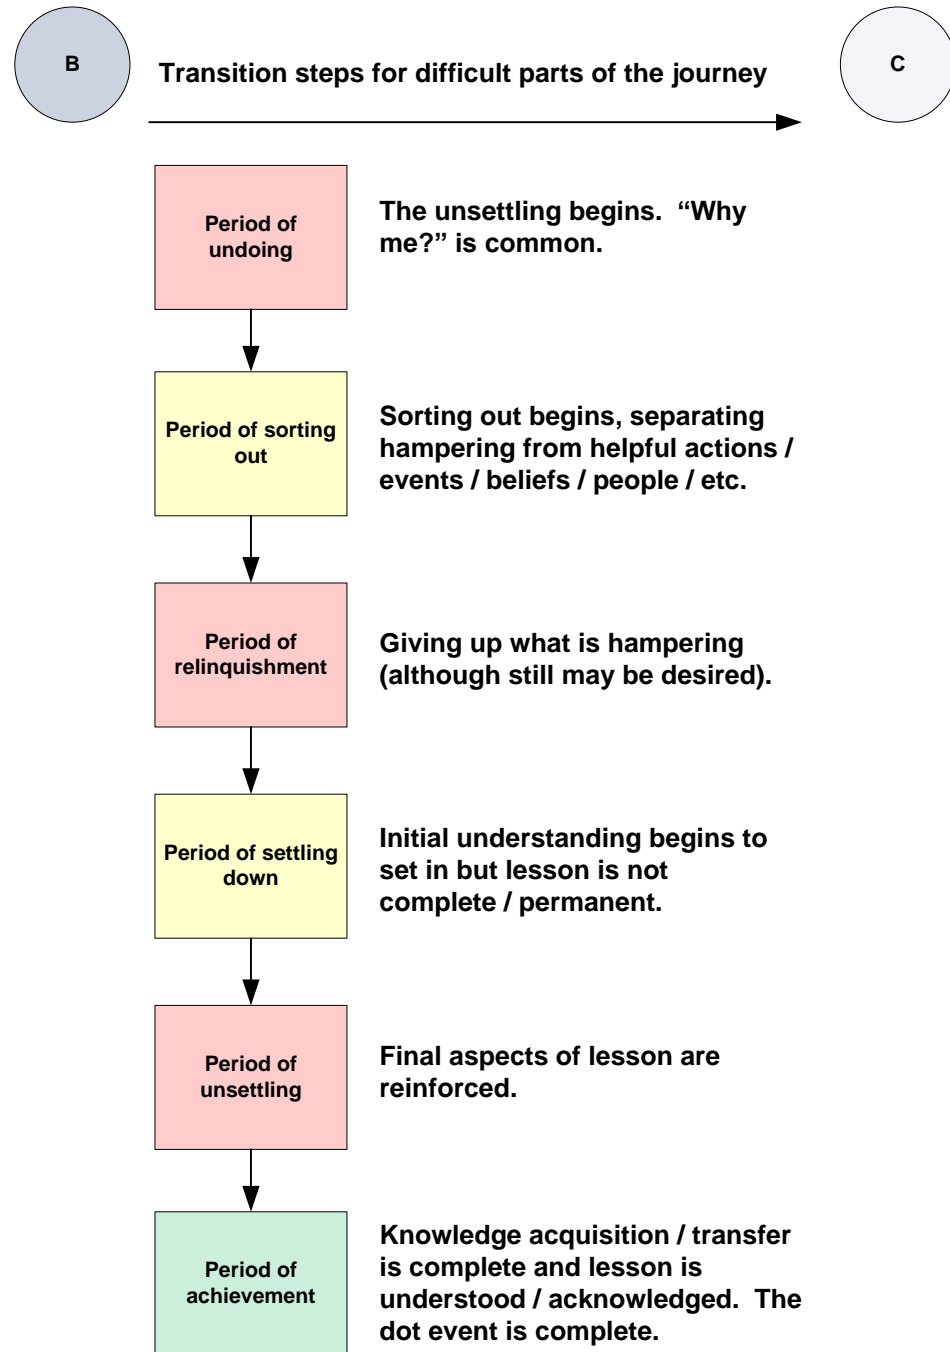 B
Transition steps for difficult parts of the journey
C
Period of
undoing
The unsettling begins.  “Why
me?” is common.
Period of sorting
out
Sorting out begins, separating
hampering from helpful actions /
events / beliefs / people / etc.
Period of
relinquishment
Giving up what is hampering
(although still may be desired).
Period of settling
down
Initial understanding begins to
set in but lesson is not
complete / permanent.
Period of
unsettling
Final aspects of lesson are
reinforced.
Period of
achievement
Knowledge acquisition / transfer
is complete and lesson is
understood / acknowledged.  The
dot event is complete.